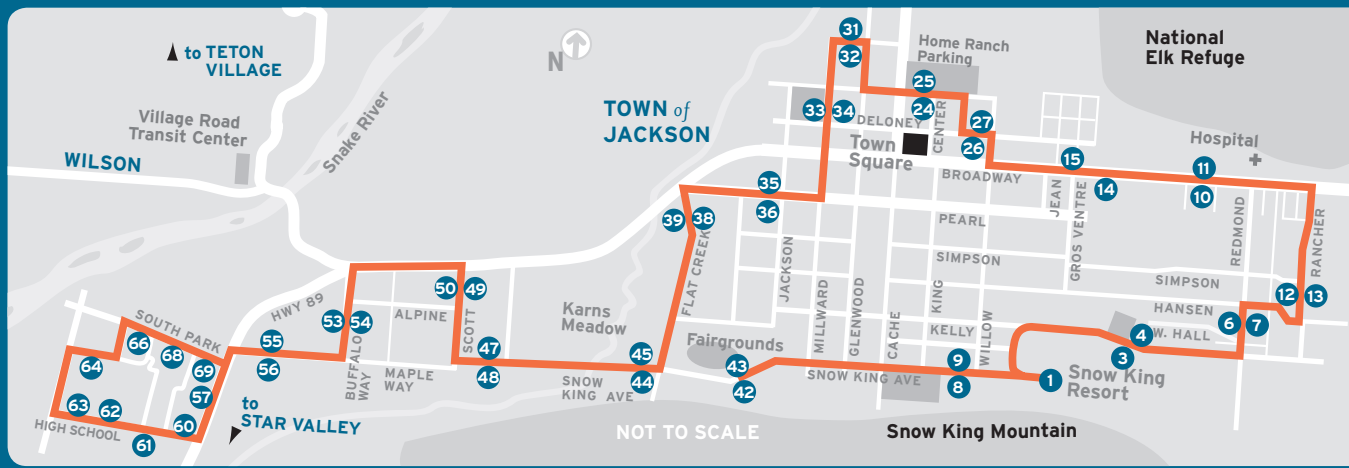 to TETON
VILLAGE
Village Road
Transit Center
WILSON
Snake River
N
TOWN of
JACKSON
31
32
Home Ranch
Parking
25
24
33
34
DELONEY
CENTER
27
26
Town
Square
National
Elk Refuge
Hospital
15
14
11
10
BROADWAY
JEAN
GROS VENTRE
REDMOND
RANCHER
35
36
39
38
PEARL
SIMPSON
SIMPSON
HANSEN
12
13
FLAT CREEK
JACKSON
MILLWARD
GLENWOOD
CACHE
KING
WILLOW
KELLY
W. HALL
6
7
4
3
1
Snow King
Resort
Fairgrounds
43
42
9
8
SNOW KING AVE
Karns
Meadow
45
44
SNOW
KING AVE
50
49
SCOTT
47
48
ALPINE
53
54
BUFFALO
WAY
MAPLE
WAY
HWY 89
55
56
SOUTH PARK
66
68
69
64
57
63
62
61
60
HIGH SCHOOL
to
STAR VALLEY
NOT TO SCALE
Snow King Mountain